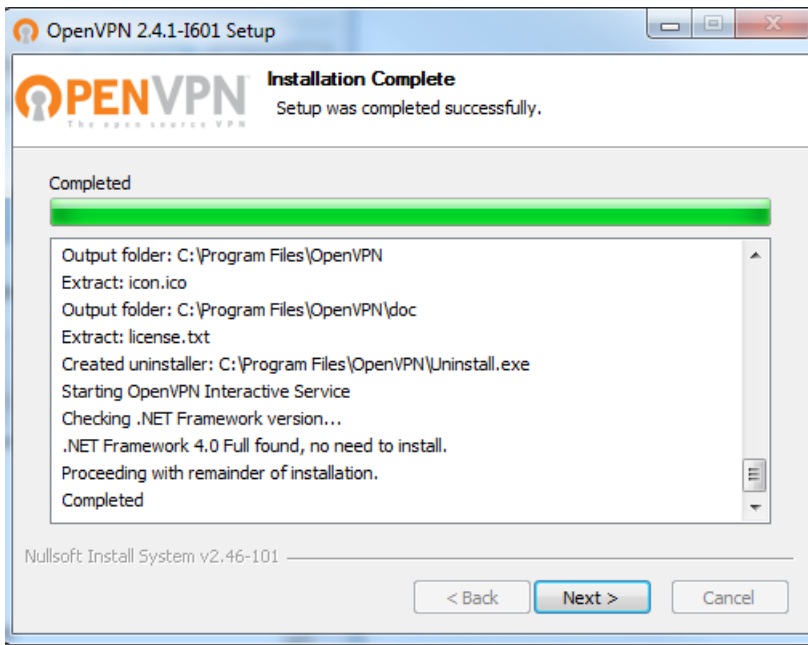 OpenVPN 2.4.1-I601 Setup
OPENVPN
The open source VPN
Installation Complete
Setup was completed successfully.
Completed
Output folder: C:\Program Files\OpenVPN
Extract: icon.ico
Output folder: C:\Program Files\OpenVPN\doc
Extract: license.txt
Created uninstaller: C:\Program Files\OpenVPN\Uninstall.exe
Starting OpenVPN Interactive Service
Checking .NET Framework version...
.NET Framework 4.0 Full found, no need to install.
Proceeding with remainder of installation.
Completed
Nullsoft Install System v2.46-101
< Back Next > Cancel